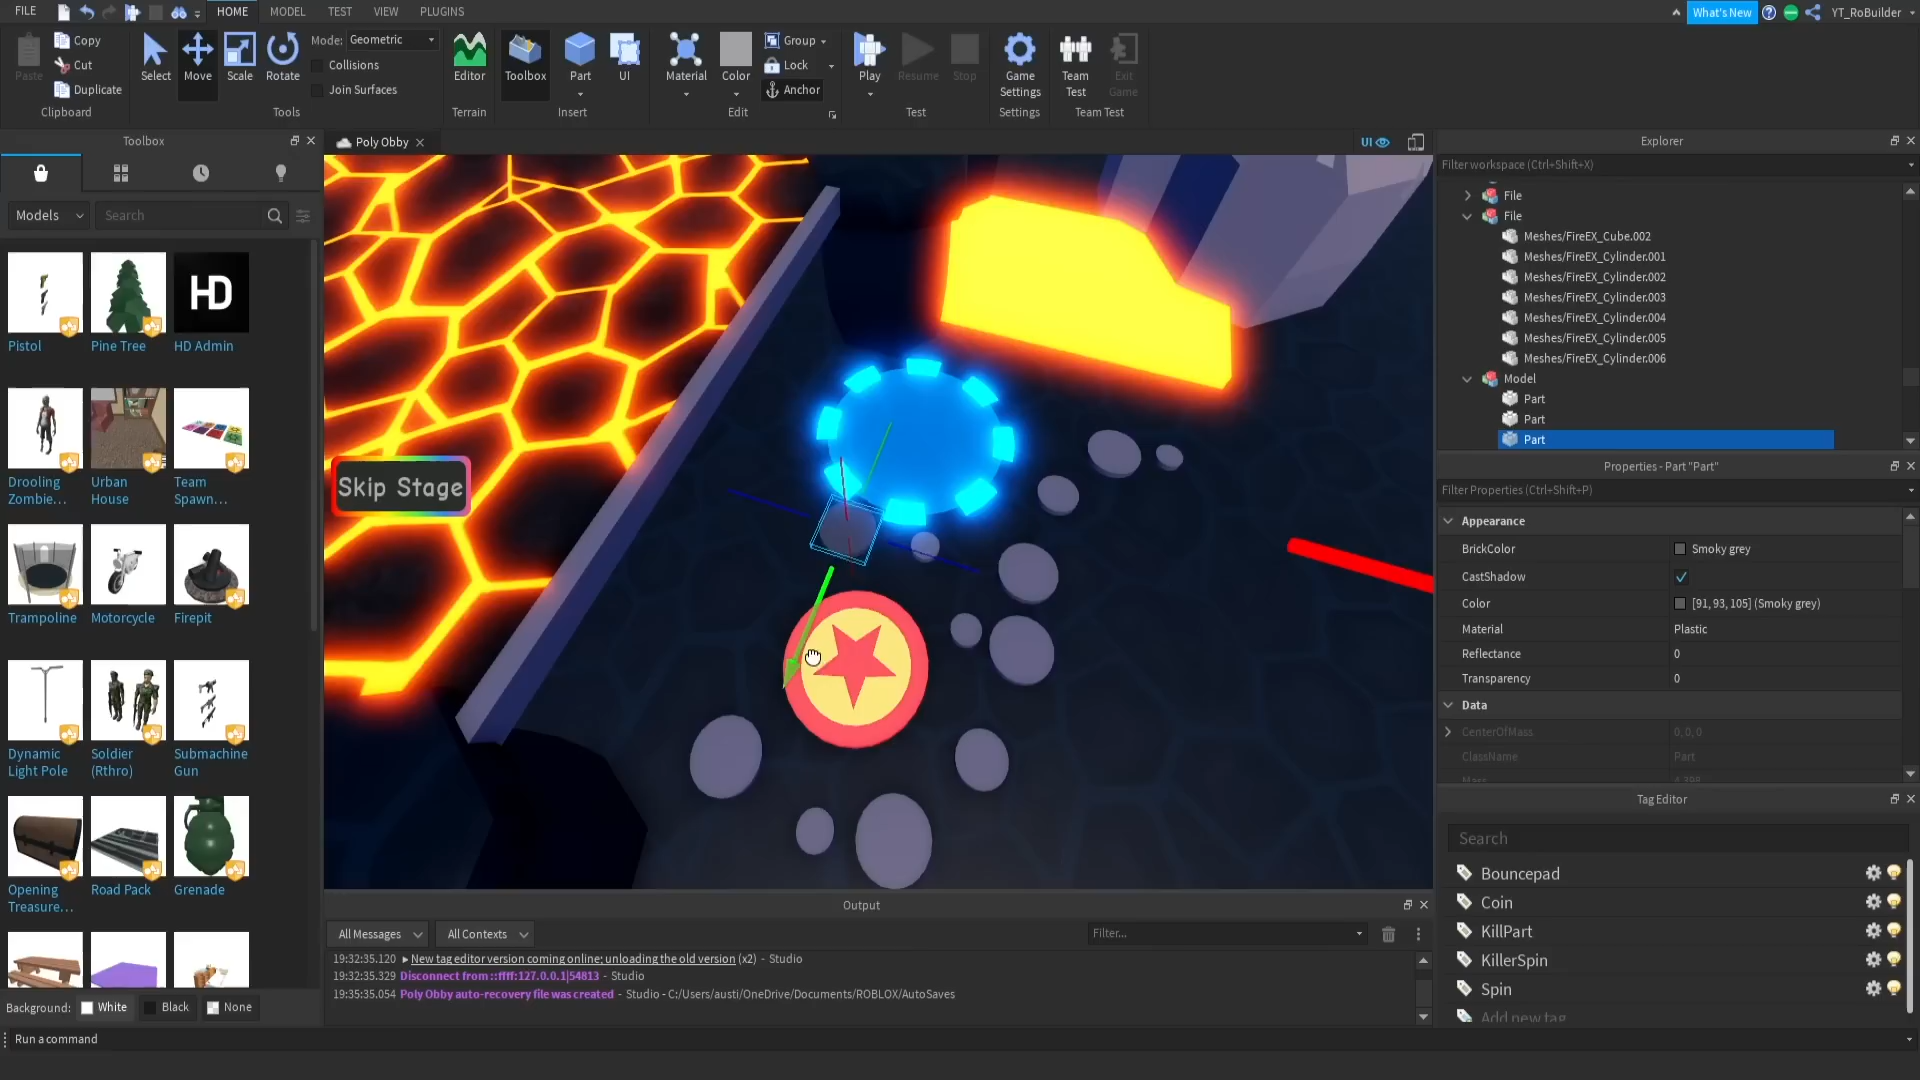 FILE
HOME
MODEL
TEST
VIEW
PLUGINS
What's New
YT_RoBuilder
Paste
Copy
Cut
Duplicate
Clipboard
Select
Move
Scale
Rotate
Mode: Geometric
Collisions
Join Surfaces
Tools
Editor
Terrain
Toolbox
Part
UI
Insert
Material
Color
Group
Lock
Anchor
Edit
Play
Resume
Stop
Test
Game
Settings
Settings
Team
Test
Exit
Game
Team Test
Toolbox
Models
Search
Pistol
Pine Tree
HD
HD Admin
Drooling
Zombie...
Urban
House
Team
Spawn...
Trampoline
Motorcycle
Firepit
Dynamic
Light Pole
Soldier
(Rthro)
Submachine
Gun
Opening
Treasure...
Road Pack
Grenade
Background: White Black None
Run a command
Poly Obby
UI
Skip Stage
Output
All Messages
All Contexts
Filter...
19:32:35.120 New tag editor version coming online; unloading the old version (x2) - Studio
19:32:35.329 Disconnect from ::ffff:127.0.0.1|54813 - Studio
19:35:35.054 Poly Obby auto-recovery file was created - Studio - C:/Users/austi/OneDrive/Documents/ROBLOX/AutoSaves
Explorer
Filter workspace (Ctrl+Shift+X)
File
File
Meshes/FireEX_Cube.002
Meshes/FireEX_Cylinder.001
Meshes/FireEX_Cylinder.002
Meshes/FireEX_Cylinder.003
Meshes/FireEX_Cylinder.004
Meshes/FireEX_Cylinder.005
Meshes/FireEX_Cylinder.006
Model
Part
Part
Part
Properties - Part "Part"
Filter Properties (Ctrl+Shift+P)
Appearance
BrickColor Smoky grey
CastShadow
Color [91, 93, 105] (Smoky grey)
Material Plastic
Reflectance 0
Transparency 0
Data
CenterOfMass 0, 0, 0
ClassName Part
Mass 4.398
Tag Editor
Search
Bouncepad
Coin
KillPart
KillerSpin
Spin
Add new tag